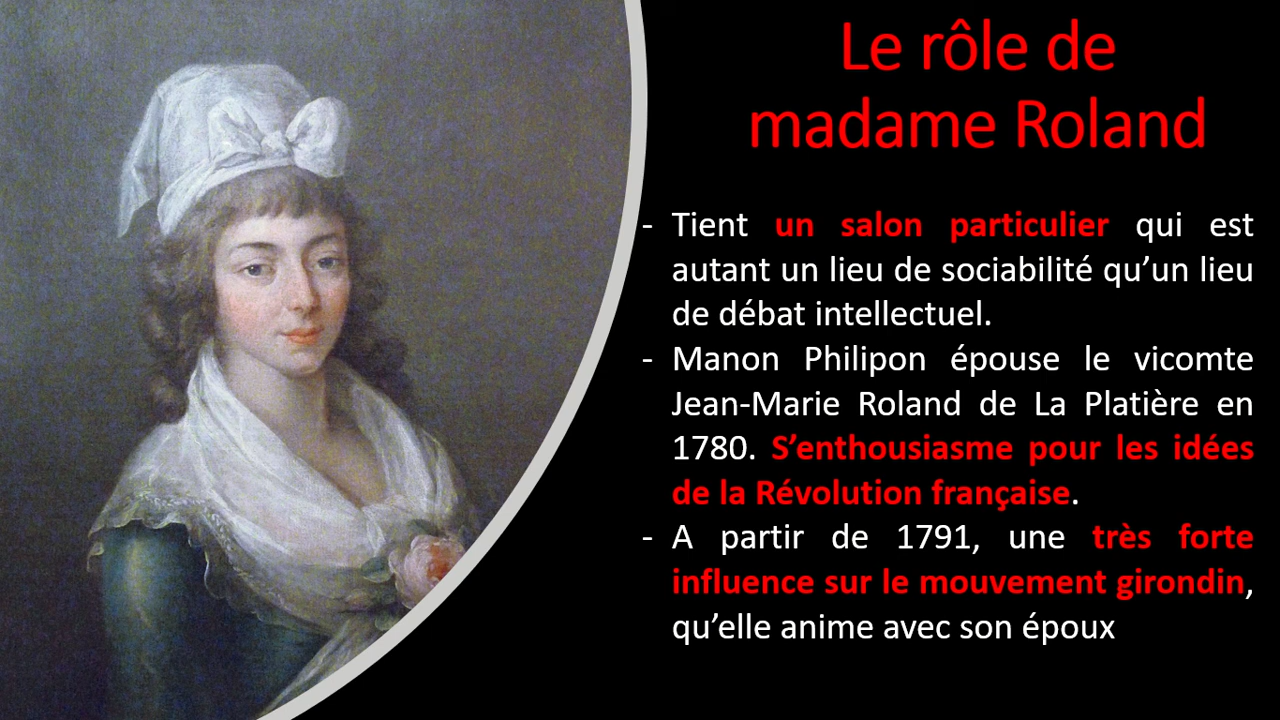 Le rôle de
madame Roland
- Tient un salon particulier qui est
autant un lieu de sociabilité qu’un lieu
de débat intellectuel.
- Manon Philipon épouse le vicomte
Jean-Marie Roland de La Platière en
1780. S’enthousiasme pour les idées
de la Révolution française.
- A partir de 1791, une très forte
influence sur le mouvement girondin,
qu’elle anime avec son époux